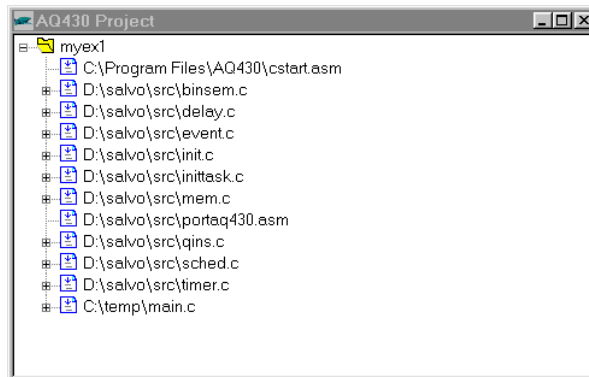 AQ430 Project
myex1
C:\Program Files\AQ430\cstart.asm
D:\salvo\src\binsem.c
D:\salvo\src\delay.c
D:\salvo\src\event.c
D:\salvo\src\init.c
D:\salvo\src\inittask.c
D:\salvo\src\mem.c
D:\salvo\src\portaq430.asm
D:\salvo\src\qins.c
D:\salvo\src\sched.c
D:\salvo\src\timer.c
C:\temp\main.c